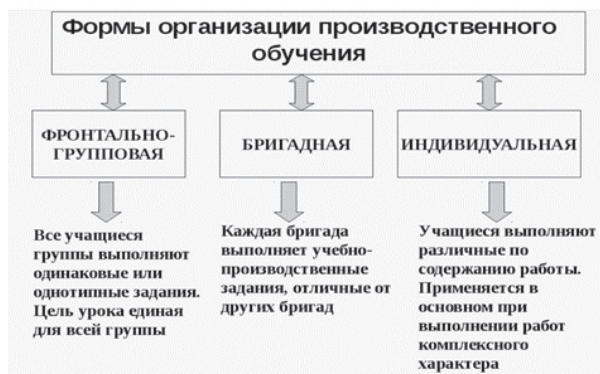 Формы организации производственного
обучения
ФРОНТАЛЬНО-
ГРУППОВАЯ
БРИГАДНАЯ
ИНДИВИДУАЛЬНАЯ
Все учащиеся
группы выполняют
одинаковые или
однотипные задания.
Цель урока единая
для всей группы
Каждая бригада
выполняет учебно-
производственные
задания, отличные от
других бригад
Учащиеся выполняют
различные по
содержанию работы.
Применяется в
основном при
выполнении работ
комплексного
характера